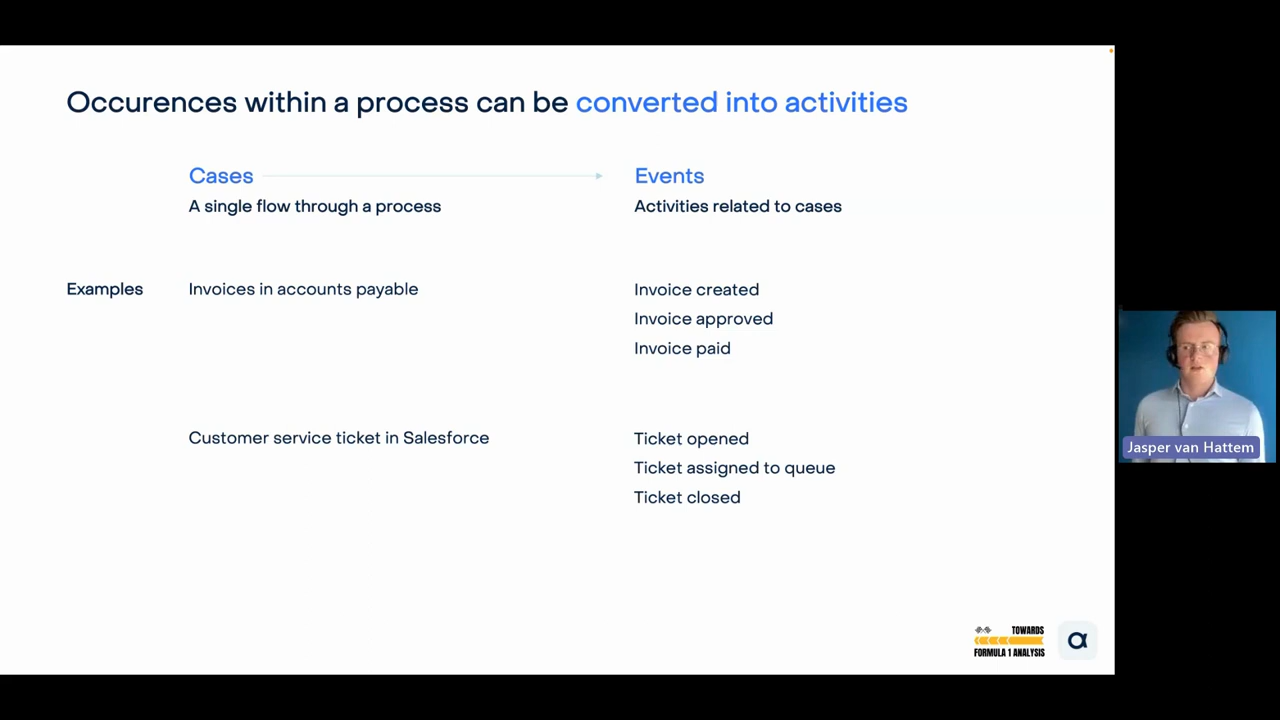 Occurences within a process can be converted into activities
Cases
Events
A single flow through a process
Activities related to cases
Examples
Invoices in accounts payable
Invoice created
Invoice approved
Invoice paid
Customer service ticket in Salesforce
Ticket opened
Ticket assigned to queue
Ticket closed
Jasper van Hattem
TOWARDS
FORMULA 1 ANALYSIS